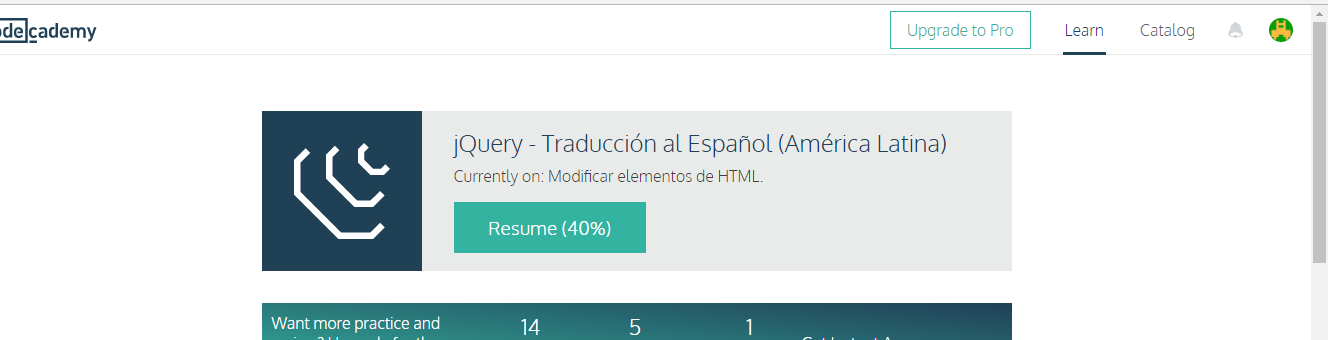 decademy
Upgrade to Pro
Learn
Catalog
jQuery - Traducción al Español (América Latina)
Currently on: Modificar elementos de HTML.
Resume (40%)
Want more practice and
14
5
1